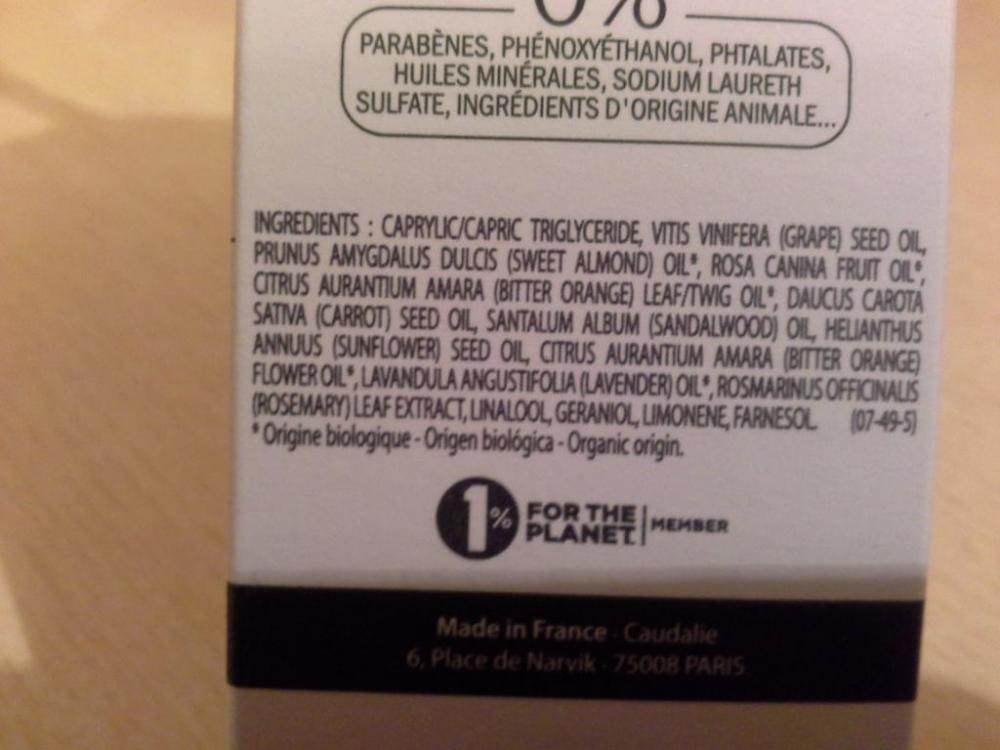 0%
PARABÈNES, PHÉNOXYÉTHANOL, PHTALATES,
HUILES MINÉRALES, SODIUM LAURETH
SULFATE, INGRÉDIENTS D'ORIGINE ANIMALE...
INGREDIENTS : CAPRYLIC/CAPRIC TRIGLYCERIDE, VITIS VINIFERA (GRAPE) SEED OIL,
PRUNUS AMYGDALUS DULCIS (SWEET ALMOND) OIL*, ROSA CANINA FRUIT OIL*,
CITRUS AURANTIUM AMARA (BITTER ORANGE) LEAF/TWIG OIL*, DAUCUS CAROTA
SATIVA (CARROT) SEED OIL, SANTALUM ALBUM (SANDALWOOD) OIL, HELIANTHUS
ANNUUS (SUNFLOWER) SEED OIL, CITRUS AURANTIUM AMARA (BITTER ORANGE)
FLOWER OIL*, LAVANDULA ANGUSTIFOLIA (LAVENDER) OIL*, ROSMARINUS OFFICINALIS
(ROSEMARY) LEAF EXTRACT, LINALOOL, GERANIOL, LIMONENE, FARNESOL. (07-49-5)
* Origine biologique - Origen biológica - Organic origin.
1% FOR THE
PLANET. MEMBER
Made in France - Caudalie
6, Place de Narvik - 75008 PARIS